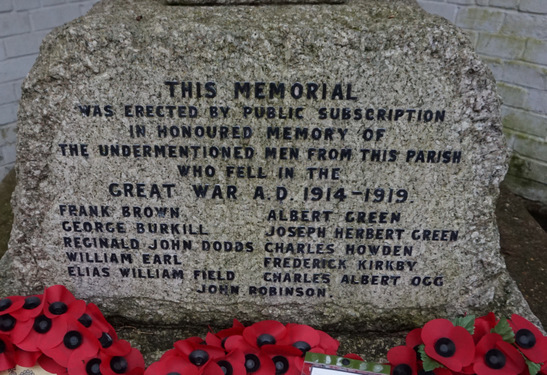 THIS MEMORIAL
WAS ERECTED BY PUBLIC SUBSCRIPTION
IN HONOURED MEMORY OF
THE UNDERMENTIONED MEN FROM THIS PARISH
WHO FELL IN THE
GREAT WAR A.D. 1914-1919.
FRANK BROWN. ALBERT GREEN
GEORGE BURKILL. JOSEPH HERBERT GREEN
REGINALD JOHN DODDS CHARLES HOWDEN
WILLIAM EARL FREDERICK KIRKBY
ELIAS WILLIAM FIELD CHARLES ALBERT OGG
JOHN ROBINSON.